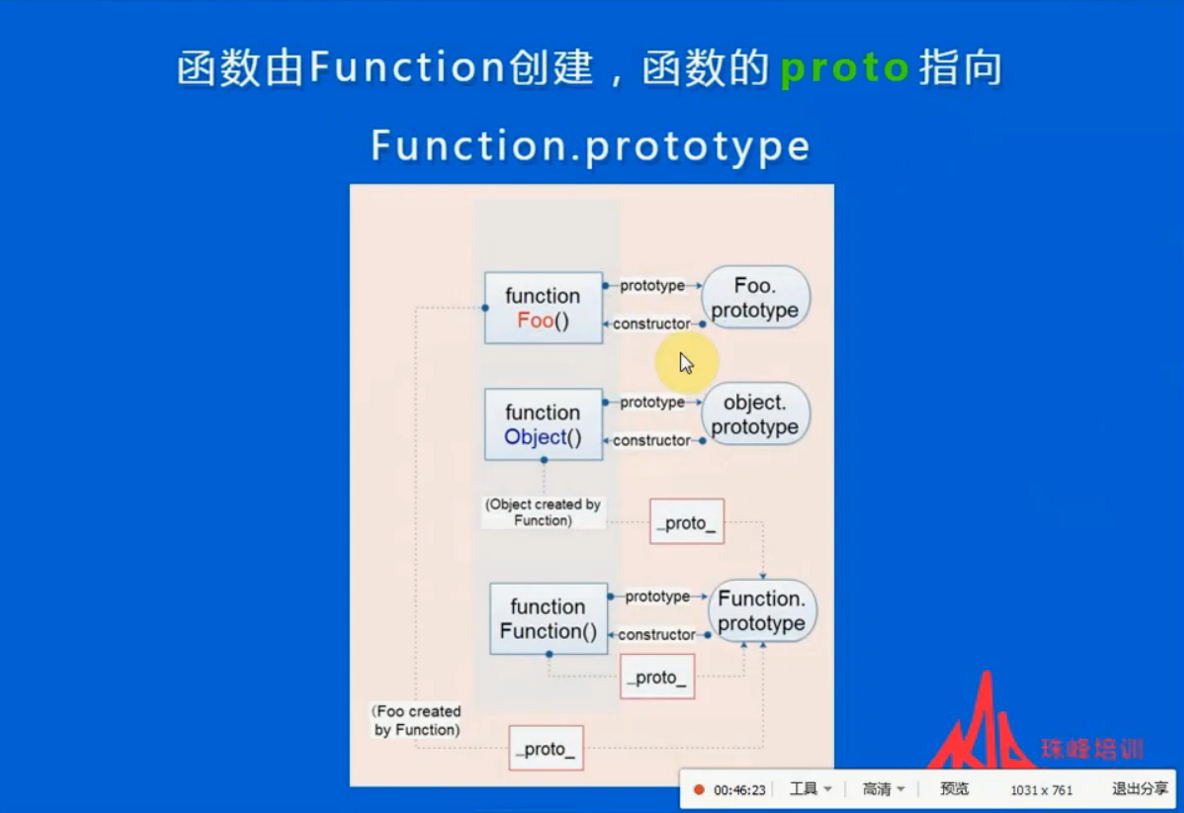 函数由Function创建，函数的 proto 指向
Function.prototype
function
Foo()
prototype
constructor
Foo.
prototype
function
Object()
prototype
constructor
object.
prototype
(Object created by
Function)
_proto_
function
Function()
prototype
constructor
Function.
prototype
_proto_
(Foo created
by Function)
_proto_
珠峰培训
00:46:23 工具 高清 预览 1031 x 761 退出分享